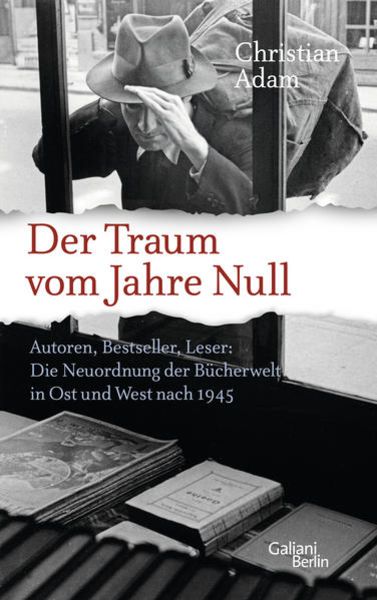 Christian
Adam
Der Traum
vom Jahre Null
Autoren, Bestseller, Leser:
Die Neuordnung der Bücherwelt
in Ost und West nach 1945
Goethe
Galiani
Berlin